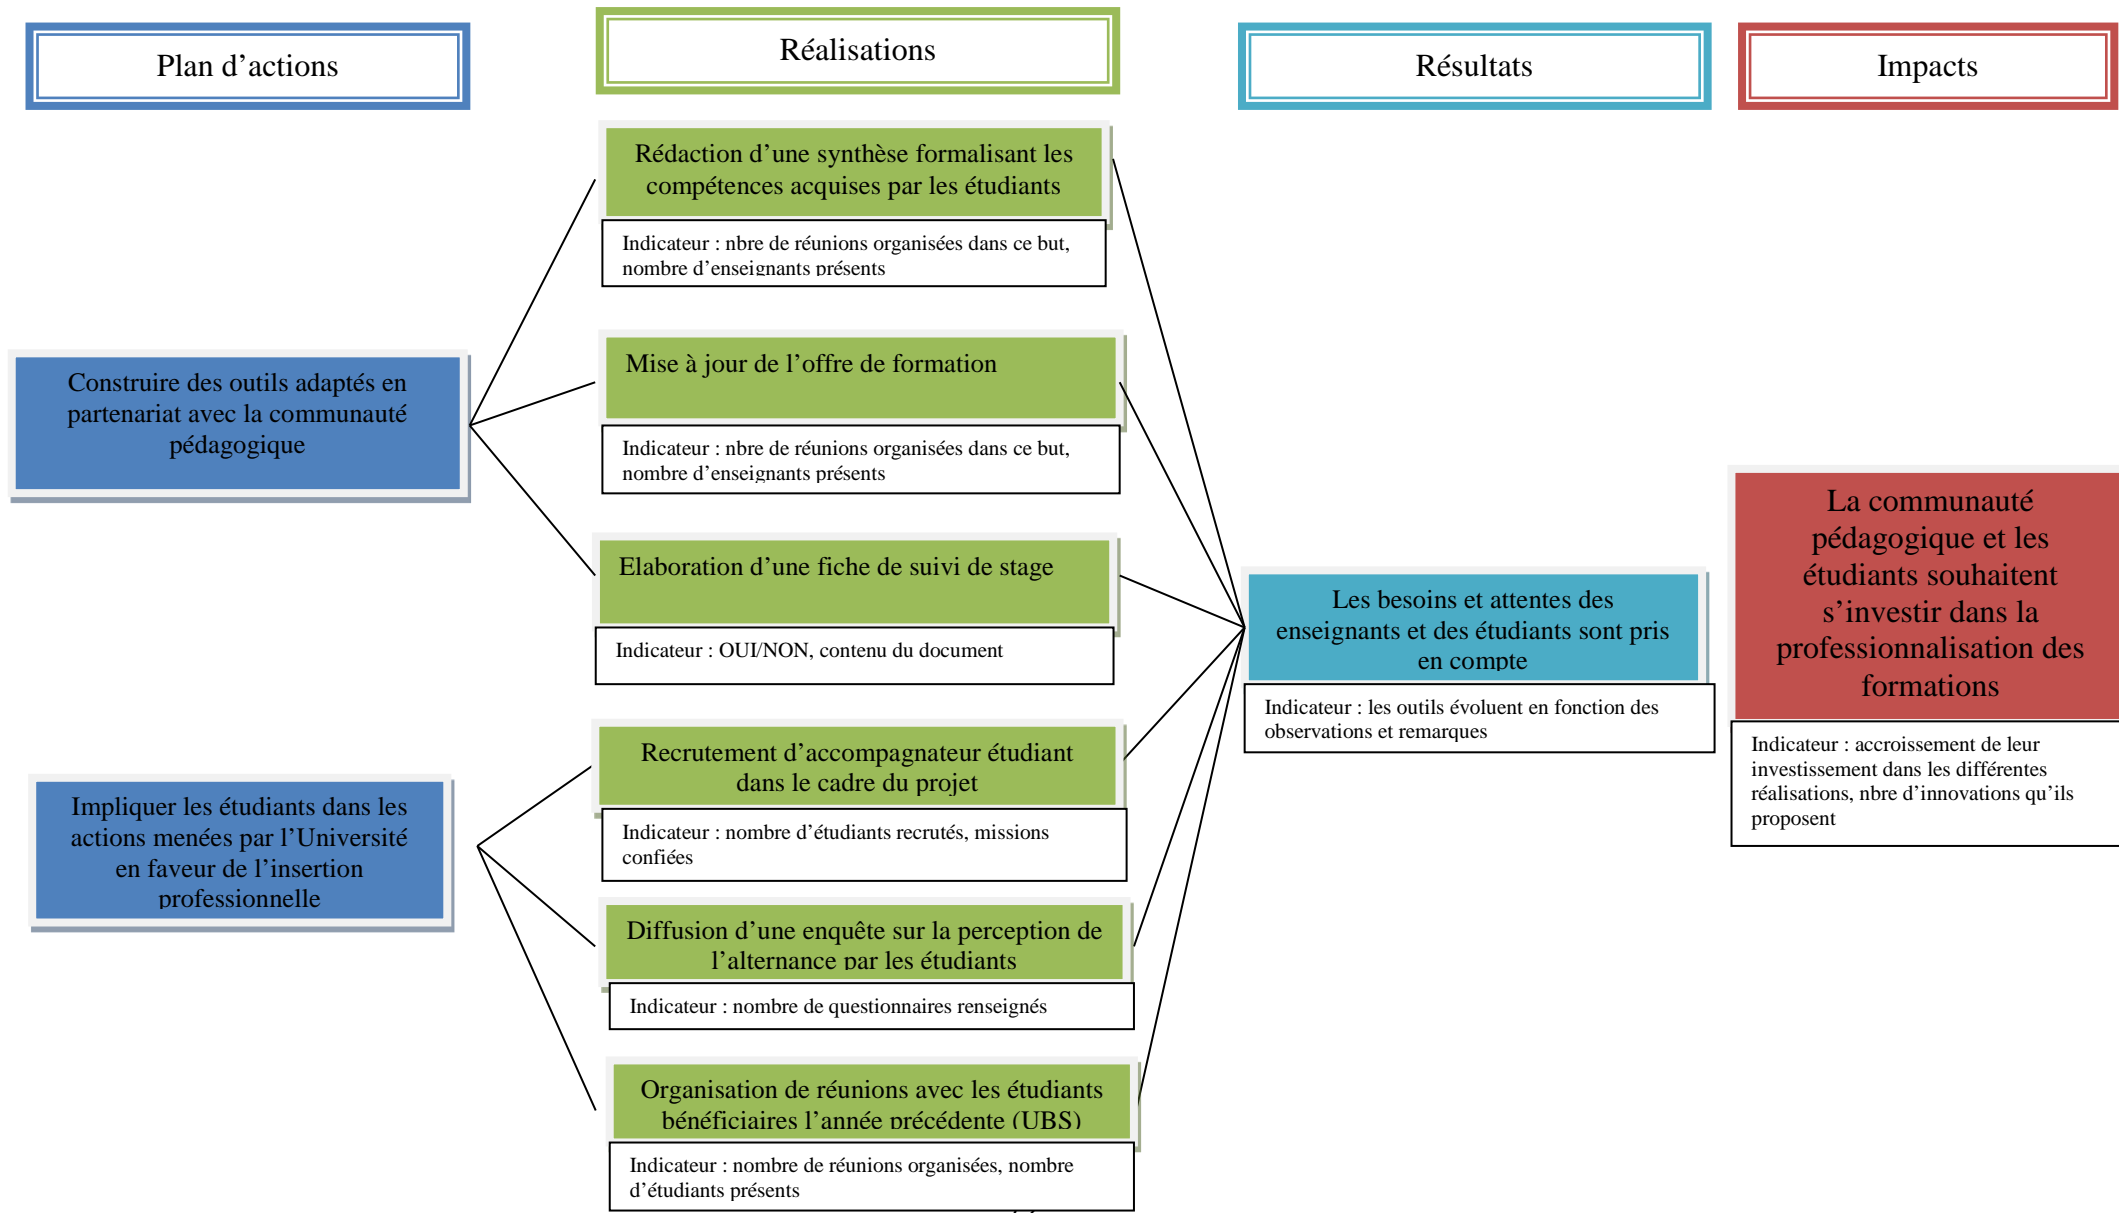 Plan d’actions
Réalisations
Résultats
Impacts
Rédaction d’une synthèse formalisant les
compétences acquises par les étudiants
Indicateur : nbre de réunions organisées dans ce but,
nombre d’enseignants présents
Construire des outils adaptés en
partenariat avec la communauté
pédagogique
Mise à jour de l’offre de formation
Indicateur : nbre de réunions organisées dans ce but,
nombre d’enseignants présents
Elaboration d’une fiche de suivi de stage
Indicateur : OUI/NON, contenu du document
Impliquer les étudiants dans les
actions menées par l’Université
en faveur de l’insertion
professionnelle
Recrutement d’accompagnateur étudiant
dans le cadre du projet
Indicateur : nombre d’étudiants recrutés, missions
confiées
Diffusion d’une enquête sur la perception de
l’alternance par les étudiants
Indicateur : nombre de questionnaires renseignés
Organisation de réunions avec les étudiants
bénéficiaires l’année précédente (UBS)
Indicateur : nombre de réunions organisées, nombre
d’étudiants présents
Les besoins et attentes des
enseignants et des étudiants sont pris
en compte
Indicateur : les outils évoluent en fonction des
observations et remarques
La communauté
pédagogique et les
étudiants souhaitent
s’investir dans la
professionnalisation des
formations
Indicateur : accroissement de leur
investissement dans les différentes
réalisations, nbre d’innovations qu’ils
proposent